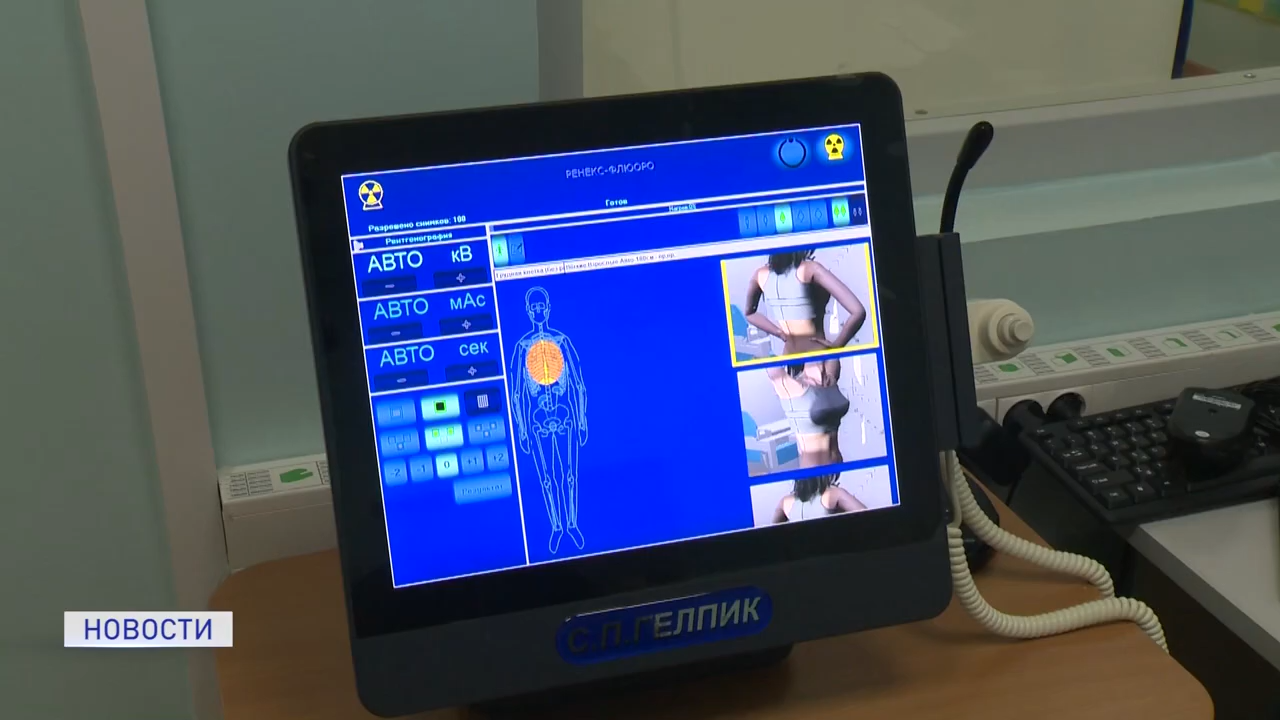 РЕНЕКС-ФЛЮОРО
Готов
Разрешено снимков: 100
Рентгенография
АВТО кВ
АВТО мАс
АВТО сек
-2 -1 0 +1 +2
Результат
С.П.ГЕЛПИК
НОВОСТИ